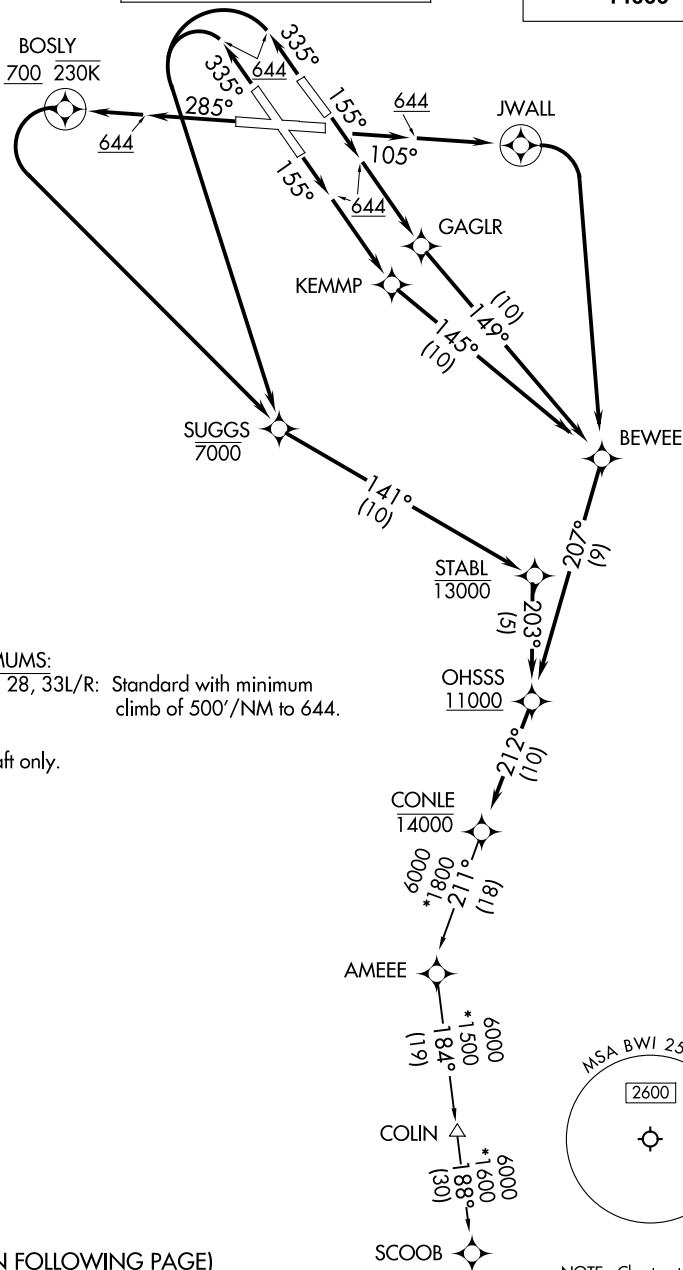 14000
BOSLY
700 230K
285°
644
335°
335°
644
155°
155°
644
644
105°
JWALL
GAGLR
KEMMP
(10)
149°
145°
(10)
SUGGS
7000
BEWEE
141°
(10)
207°
(9)
STABL
13000
203°
(5)
MUMS:
28, 33L/R: Standard with minimum
climb of 500'/NM to 644.
OHSSS
11000
aft only.
212°
(10)
CONLE
14000
6000
*1800
211°
(18)
AMEEE
6000
*1500
184°
(19)
MSA BWI 25
2600
COLIN
6000
*1600
188°
(30)
N FOLLOWING PAGE)
SCOOB